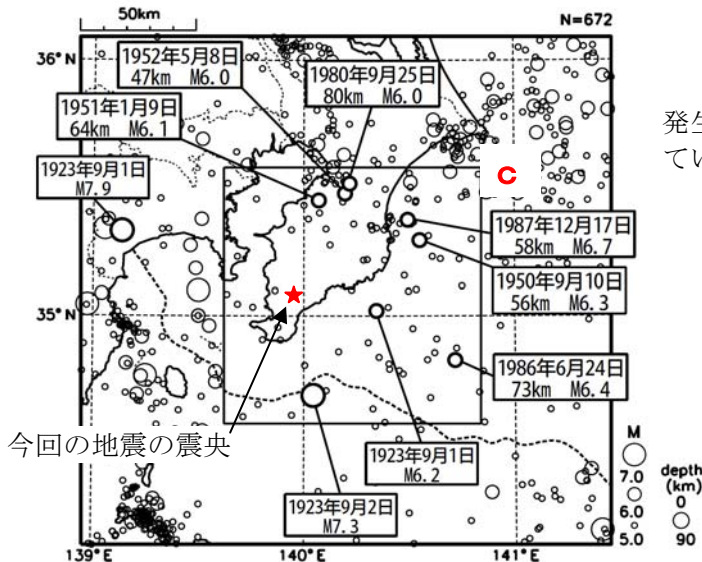 50km
N=672
36°N
1952年5月8日
47km M6.0
1980年9月25日
80km M6.0
1951年1月9日
64km M6.1
発生
てい
1923年9月1日
M7.9
C
1987年12月17日
58km M6.7
1950年9月10日
56km M6.3
35°N
1986年6月24日
73km M6.4
今回の地震の震央
1923年9月1日
M6.2
1923年9月2日
M7.3
M
7.0
6.0
5.0
depth
(km)
0
90
139°E
140°E
141°E